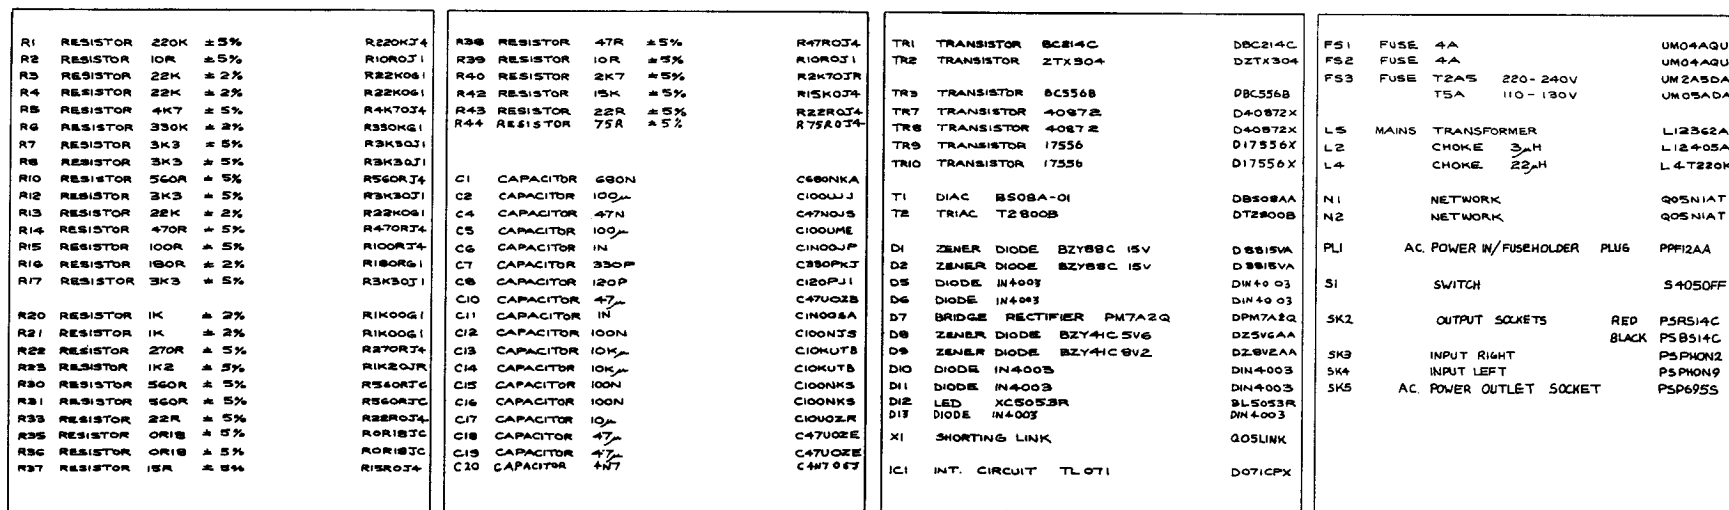 R1 RESISTOR 220K ±5% R220KJ4
R2 RESISTOR 10R ±5% R10R0J1
R3 RESISTOR 22K ±2% R22K0G1
R4 RESISTOR 22K ±2% R22K0G1
R5 RESISTOR 4K7 ±5% R4K70J4
R6 RESISTOR 330K ±2% R330KG1
R7 RESISTOR 3K3 ±5% R3K30J1
R8 RESISTOR 3K3 ±5% R3K30J1
R10 RESISTOR 560R ±5% R560RJ4
R12 RESISTOR 3K3 ±5% R3K30J1
R13 RESISTOR 22K ±2% R22K0G1
R14 RESISTOR 470R ±5% R470RJ4
R15 RESISTOR 100R ±5% R100RJ4
R16 RESISTOR 180R ±2% R180RG1
R17 RESISTOR 3K3 ±5% R3K30J1
R20 RESISTOR 1K ±2% R1K00G1
R21 RESISTOR 1K ±2% R1K00G1
R22 RESISTOR 270R ±5% R270RJ4
R23 RESISTOR 1K2 ±5% R1K20JR
R30 RESISTOR 560R ±5% R560RJC
R31 RESISTOR 560R ±5% R560RJC
R33 RESISTOR 22R ±5% R22R0J4
R35 RESISTOR 0R18 ±5% R0R18JC
R36 RESISTOR 0R18 ±5% R0R18JC
R37 RESISTOR 15R ±5% R15R0J4
R38 RESISTOR 47R ±5% R47R0J4
R39 RESISTOR 10R ±5% R10R0J1
R40 RESISTOR 2K7 ±5% R2K70JR
R42 RESISTOR 15K ±5% R15K0J4
R43 RESISTOR 22R ±5% R22R0J4
R44 RESISTOR 75R ±5% R75R0J4
C1 CAPACITOR 680N C680NKA
C2 CAPACITOR 100µ C100UJJ
C4 CAPACITOR 47N C47N0JS
C5 CAPACITOR 100µ C100UME
C6 CAPACITOR 1N C1N00JP
C7 CAPACITOR 330P C330PKJ
C8 CAPACITOR 120P C120PJ1
C10 CAPACITOR 47µ C47U0ZB
C11 CAPACITOR 1N C1N00SA
C12 CAPACITOR 100N C100NJS
C13 CAPACITOR 10Kµ C10KUTB
C14 CAPACITOR 10Kµ C10KUTB
C15 CAPACITOR 100N C100NKS
C16 CAPACITOR 100N C100NKS
C17 CAPACITOR 10µ C10U0ZR
C18 CAPACITOR 47µ C47U0ZE
C19 CAPACITOR 47µ C47U0ZE
C20 CAPACITOR 4N7
TR1 TRANSISTOR BC214C DBC214C
TR2 TRANSISTOR ZTX304 DZTX304
TR3 TRANSISTOR BC556B DBC556B
TR7 TRANSISTOR 40872 D40872X
TR8 TRANSISTOR 40872 D40872X
TR9 TRANSISTOR 17556 D17556X
TR10 TRANSISTOR 17556 D17556X
T1 DIAC BS08A-01 DBS08AA
T2 TRIAC T2800B DT2800B
D1 ZENER DIODE BZY88C 15V D8815VA
D2 ZENER DIODE BZY88C 15V D8815VA
D5 DIODE IN4003 DIN4003
D6 DIODE IN4003 DIN4003
D7 BRIDGE RECTIFIER PM7A2Q DPM7A2Q
D8 ZENER DIODE BZY41C5V6 DZ5V6AA
D9 ZENER DIODE BZY41C8V2 DZ8V2AA
D10 DIODE IN4003 DIN4003
D11 DIODE IN4003 DIN4003
D12 LED XC5053R BL5053R
D13 DIODE IN4003 DIN4003
X1 SHORTING LINK Q05LINK
IC1 INT. CIRCUIT TL071 D071CPX
FS1 FUSE 4A UM04AQU
FS2 FUSE 4A UM04AQU
FS3 FUSE T2A5 220-240V UM2A5DA
T5A 110-130V UM05ADA
L5 MAINS TRANSFORMER L12362A
L2 CHOKE 3µH L12405A
L4 CHOKE 22µH L4T220K
N1 NETWORK Q05N1AT
N2 NETWORK Q05N1AT
PL1 AC. POWER IN/FUSEHOLDER PLUG PPF12AA
S1 SWITCH S4050FF
SK2 OUTPUT SOCKETS RED PSRS14C
BLACK PSBS14C
SK3 INPUT RIGHT PSPHON2
SK4 INPUT LEFT PSPHON9
SK5 AC. POWER OUTLET SOCKET PSP695S